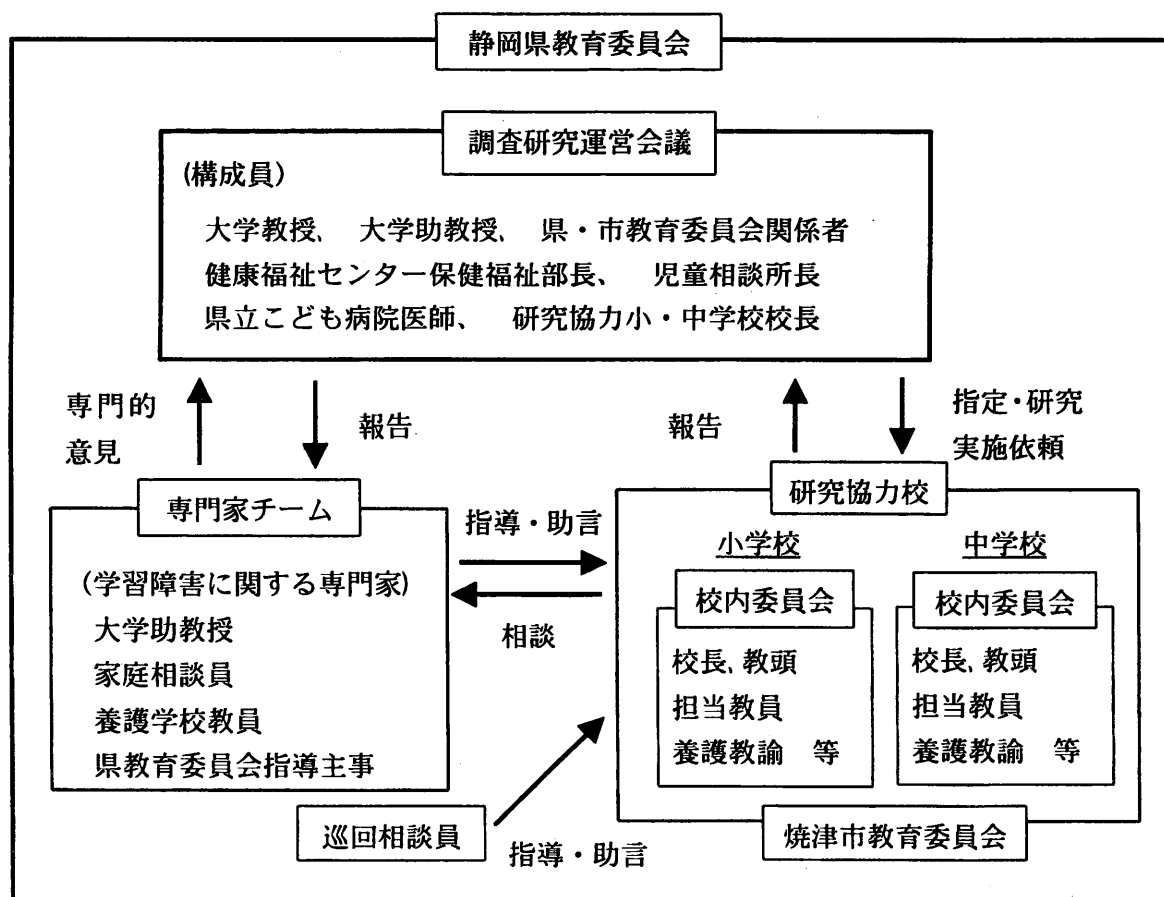 静岡県教育委員会
調査研究運営会議
(構成員)
大学教授、 大学助教授、 県・市教育委員会関係者
健康福祉センター保健福祉部長、 児童相談所長
県立こども病院医師、 研究協力小・中学校校長
専門的
意見
報告
報告
指定・研究
実施依頼
専門家チーム
(学習障害に関する専門家)
大学助教授
家庭相談員
養護学校教員
県教育委員会指導主事
指導・助言
相談
研究協力校
小学校
校内委員会
校長、教頭
担当教員
養護教諭 等
中学校
校内委員会
校長、教頭
担当教員
養護教諭 等
巡回相談員
指導・助言
焼津市教育委員会